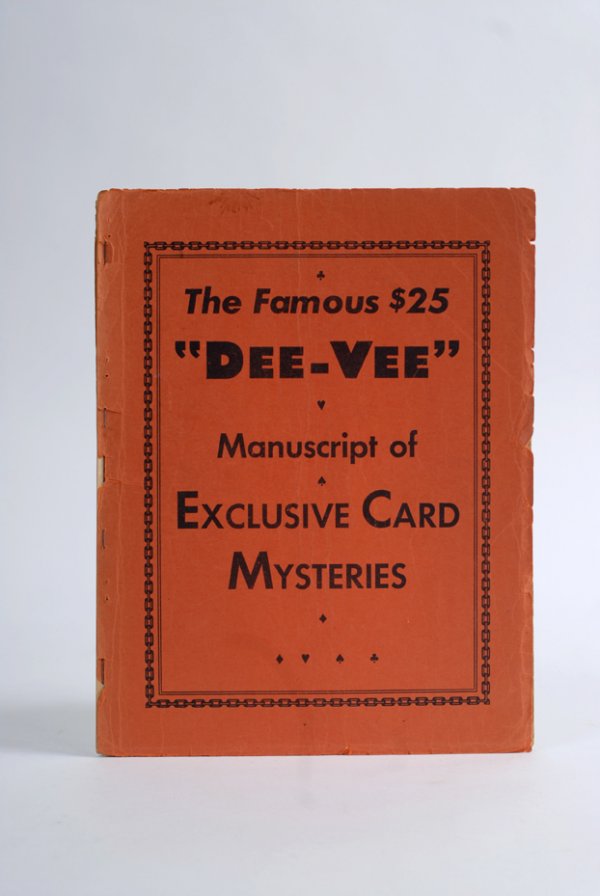 The Famous $25
"DEE-VEE"
Manuscript of
EXCLUSIVE CARD
MYSTERIES